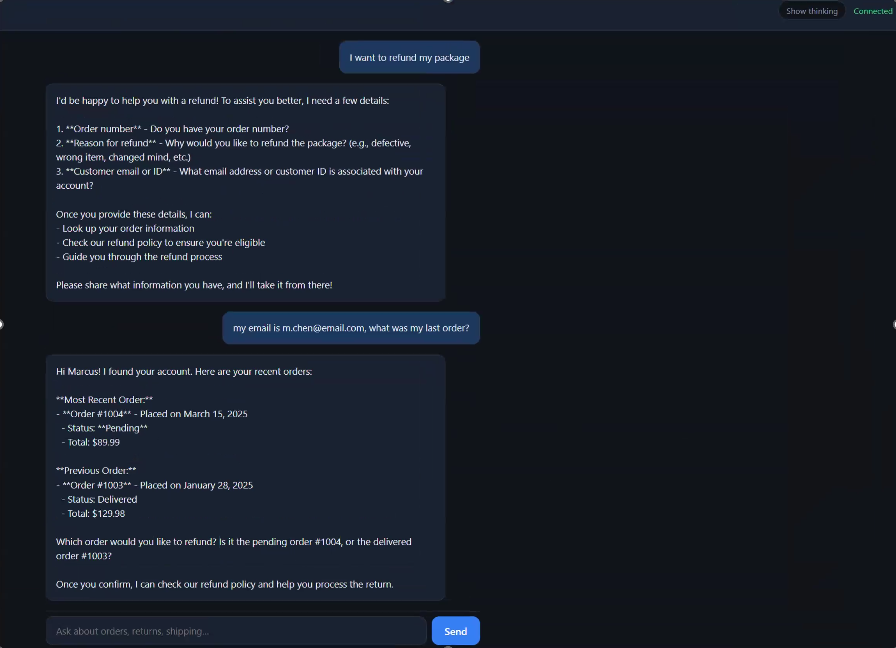 Show thinking
Connected
I want to refund my package
I'd be happy to help you with a refund! To assist you better, I need a few details:
1. **Order number** - Do you have your order number?
2. **Reason for refund** - Why would you like to refund the package? (e.g., defective,
wrong item, changed mind, etc.)
3. **Customer email or ID** - What email address or customer ID is associated with your
account?
Once you provide these details, I can:
- Look up your order information
- Check our refund policy to ensure you're eligible
- Guide you through the refund process
Please share what information you have, and I'll take it from there!
my email is m.chen@email.com, what was my last order?
Hi Marcus! I found your account. Here are your recent orders:
**Most Recent Order:**
- **Order #1004** - Placed on March 15, 2025
- Status: **Pending**
- Total: $89.99
**Previous Order:**
- **Order #1003** - Placed on January 28, 2025
- Status: Delivered
- Total: $129.98
Which order would you like to refund? Is it the pending order #1004, or the delivered
order #1003?
Once you confirm, I can check our refund policy and help you process the return.
Ask about orders, returns, shipping...
Send